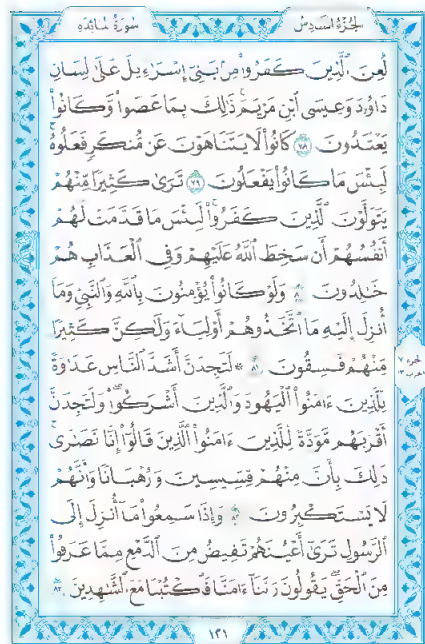 الجزء السادس
سورة المائدة
لُعِنَ ٱلَّذِينَ كَفَرُوا۟ مِنۢ بَنِىٓ إِسْرَٰٓءِيلَ عَلَىٰ لِسَانِ
دَاوُۥدَ وَعِيسَى ٱبْنِ مَرْيَمَ ذَٰلِكَ بِمَا عَصَوا۟ وَّكَانُوا۟
يَعْتَدُونَ ٧٨ كَانُوا۟ لَا يَتَنَاهَوْنَ عَن مُّنكَرٍ فَعَلُوهُ
لَبِئْسَ مَا كَانُوا۟ يَفْعَلُونَ ٧٩ تَرَىٰ كَثِيرًا مِّنْهُمْ
يَتَوَلَّوْنَ ٱلَّذِينَ كَفَرُوا۟ لَبِئْسَ مَا قَدَّمَتْ لَهُمْ
أَنفُسُهُمْ أَن سَخِطَ ٱللَّهُ عَلَيْهِمْ وَفِى ٱلْعَذَابِ هُمْ
خَٰلِدُونَ ٨٠ وَلَوْ كَانُوا۟ يُؤْمِنُونَ بِٱللَّهِ وَٱلنَّبِىِّ وَمَآ
أُنزِلَ إِلَيْهِ مَا ٱتَّخَذُوهُمْ أَوْلِيَآءَ وَلَٰكِنَّ كَثِيرًا
مِّنْهُمْ فَٰسِقُونَ ٨١ ۞ لَتَجِدَنَّ أَشَدَّ ٱلنَّاسِ عَدَٰوَةً
لِّلَّذِينَ ءَامَنُوا۟ ٱلْيَهُودَ وَٱلَّذِينَ أَشْرَكُوا۟ وَلَتَجِدَنَّ
أَقْرَبَهُم مَّوَدَّةً لِّلَّذِينَ ءَامَنُوا۟ ٱلَّذِينَ قَالُوٓا۟ إِنَّا نَصَٰرَىٰ
ذَٰلِكَ بِأَنَّ مِنْهُمْ قِسِّيسِينَ وَرُهْبَانًا وَأَنَّهُمْ
لَا يَسْتَكْبِرُونَ ٨٢ وَإِذَا سَمِعُوا۟ مَآ أُنزِلَ إِلَى
ٱلرَّسُولِ تَرَىٰٓ أَعْيُنَهُمْ تَفِيضُ مِنَ ٱلدَّمْعِ مِمَّا عَرَفُوا۟
مِنَ ٱلْحَقِّ يَقُولُونَ رَبَّنَآ ءَامَنَّا فَٱكْتُبْنَا مَعَ ٱلشَّٰهِدِينَ ٨٣
الجزء ٧
الحزب ١٣
١٢١